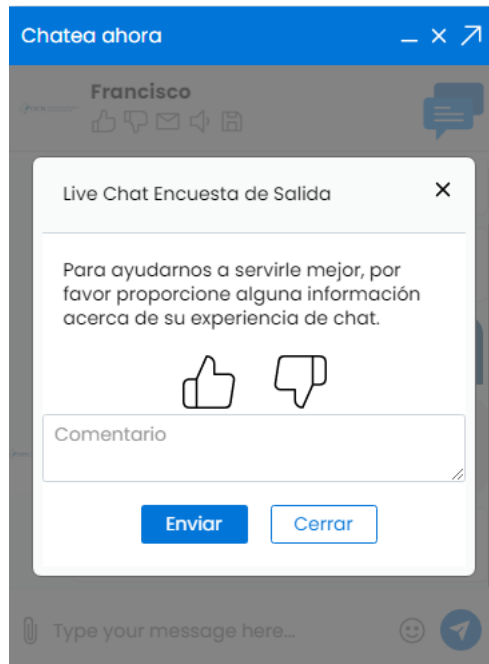 Chatea ahora
Francisco
Live Chat Encuesta de Salida
Para ayudarnos a servirle mejor, por
favor proporcione alguna información
acerca de su experiencia de chat.
Comentario
Enviar
Cerrar
Type your message here...